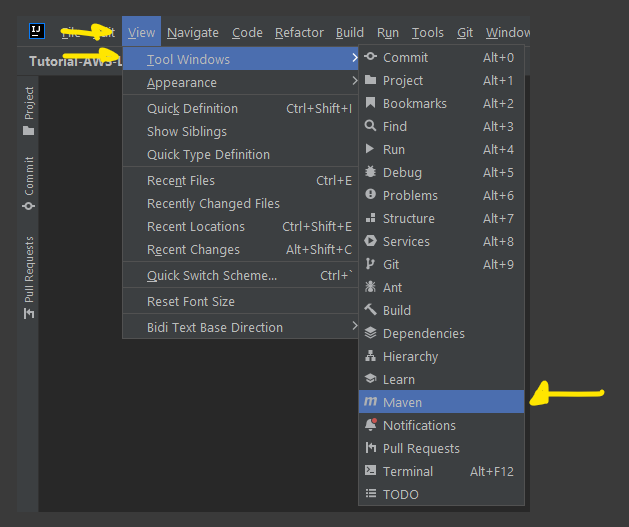 IJ View Navigate Code Refactor Build Run Tools Git Window
Tutorial-AWS-L
Project
Commit
Pull Requests
Tool Windows
Appearance
Quick Definition Ctrl+Shift+I
Show Siblings
Quick Type Definition
Recent Files Ctrl+E
Recently Changed Files
Recent Locations Ctrl+Shift+E
Recent Changes Alt+Shift+C
Quick Switch Scheme... Ctrl+`
Reset Font Size
Bidi Text Base Direction
Commit Alt+0
Project Alt+1
Bookmarks Alt+2
Find Alt+3
Run Alt+4
Debug Alt+5
Problems Alt+6
Structure Alt+7
Services Alt+8
Git Alt+9
Ant
Build
Dependencies
Hierarchy
Learn
m Maven
Notifications
Pull Requests
Terminal Alt+F12
TODO